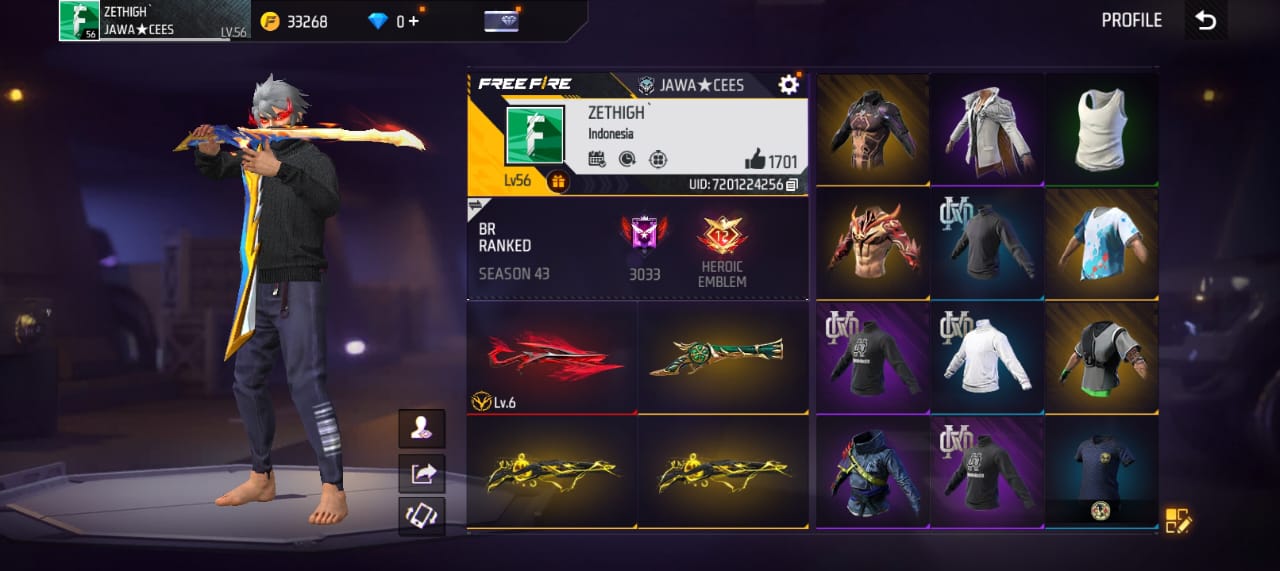 ZETHIGH`
JAWA★CEES
LV.56
56
33268
0 +
PROFILE
FREE FIRE
JAWA★CEES
ZETHIGH`
Indonesia
1701
Lv56
UID: 7201224256
BR
RANKED
SEASON 43
3033
12
HEROIC
EMBLEM
Lv.6